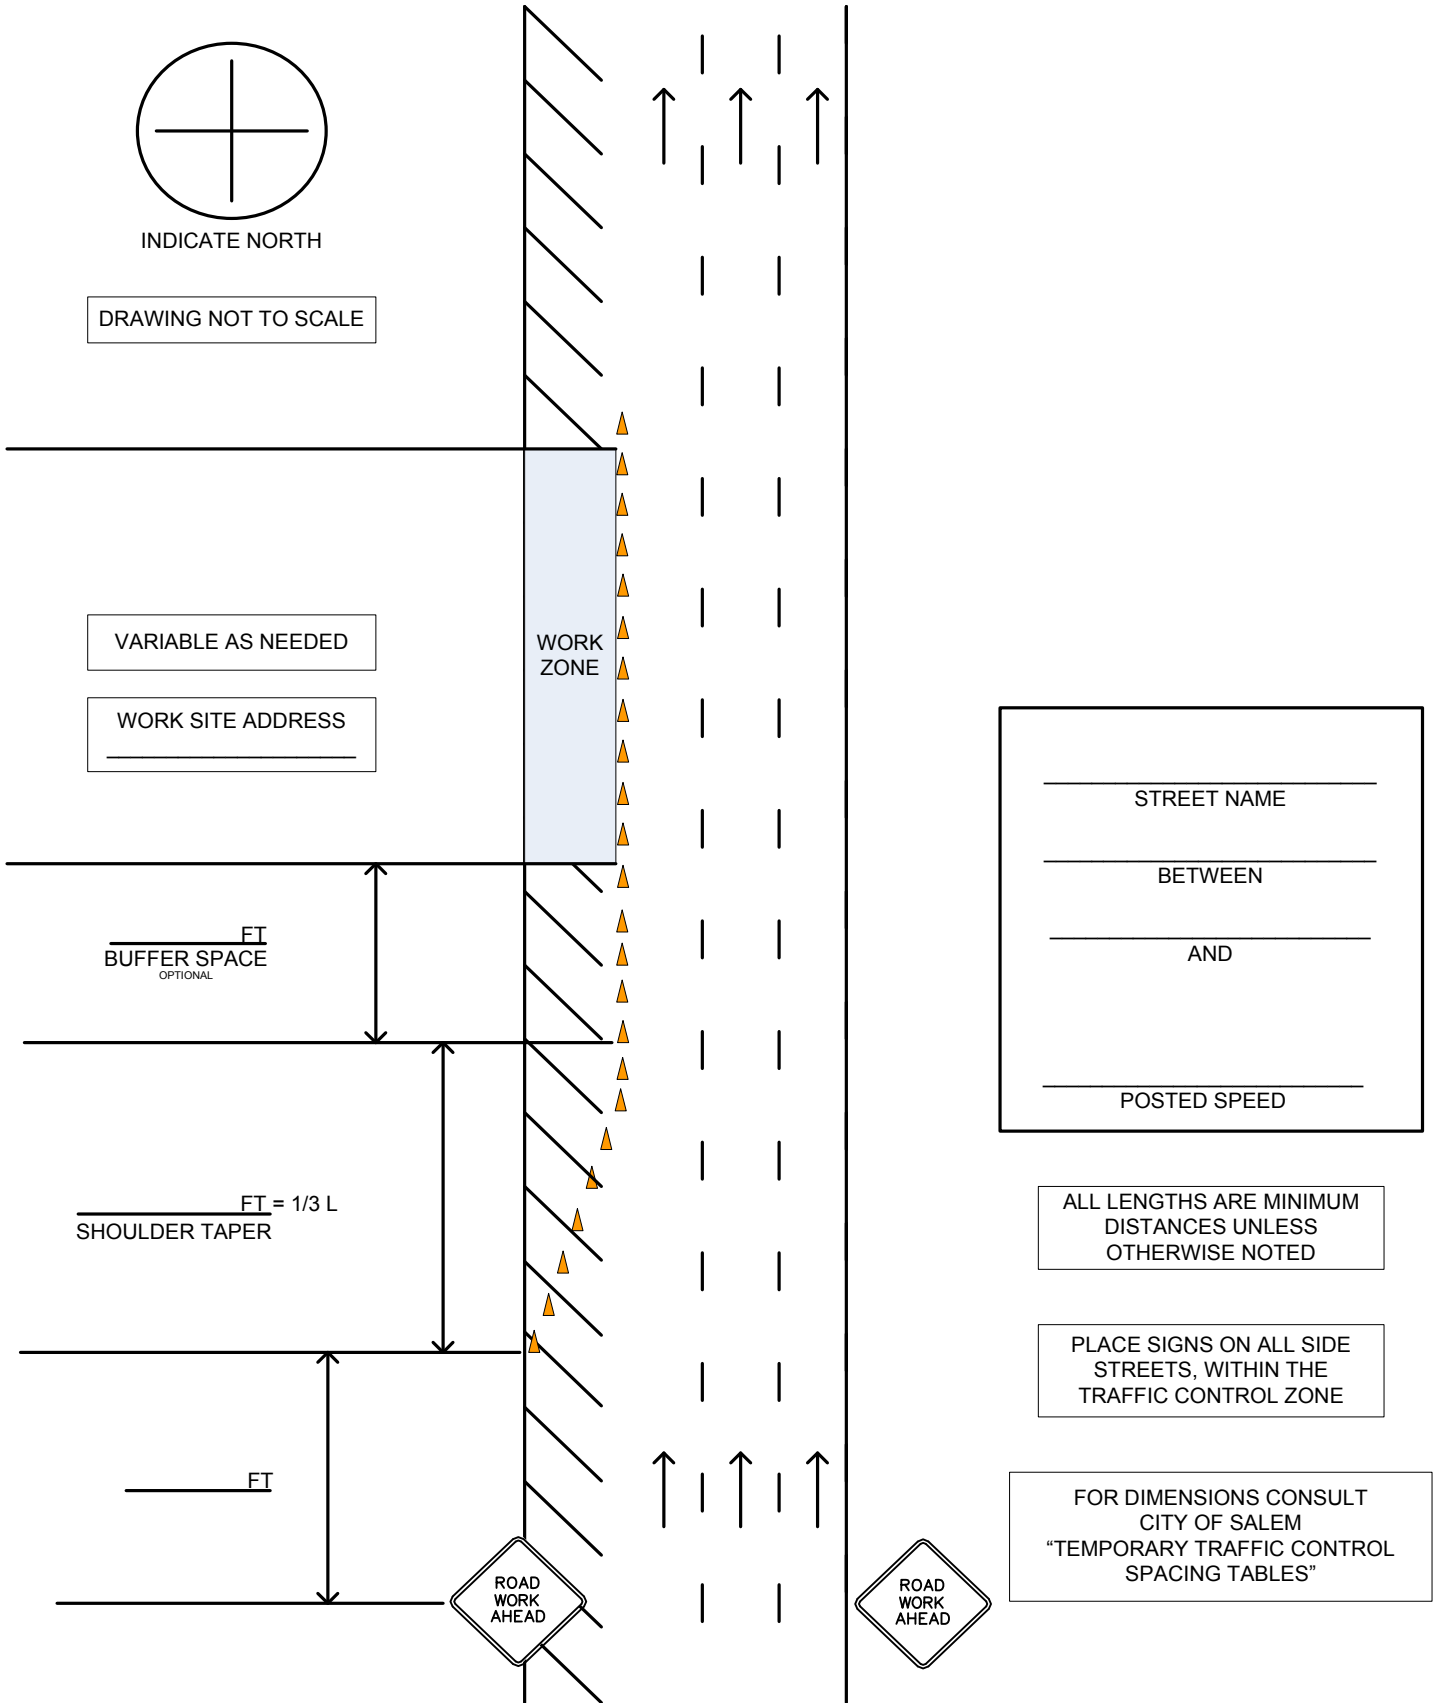 INDICATE NORTH
DRAWING NOT TO SCALE
VARIABLE AS NEEDED
WORK SITE ADDRESS
WORK
ZONE
FT
BUFFER SPACE
OPTIONAL
FT = 1/3 L
SHOULDER TAPER
FT
ROAD
WORK
AHEAD
ROAD
WORK
AHEAD
STREET NAME
BETWEEN
AND
POSTED SPEED
ALL LENGTHS ARE MINIMUM
DISTANCES UNLESS
OTHERWISE NOTED
PLACE SIGNS ON ALL SIDE
STREETS, WITHIN THE
TRAFFIC CONTROL ZONE
FOR DIMENSIONS CONSULT
CITY OF SALEM
“TEMPORARY TRAFFIC CONTROL
SPACING TABLES”